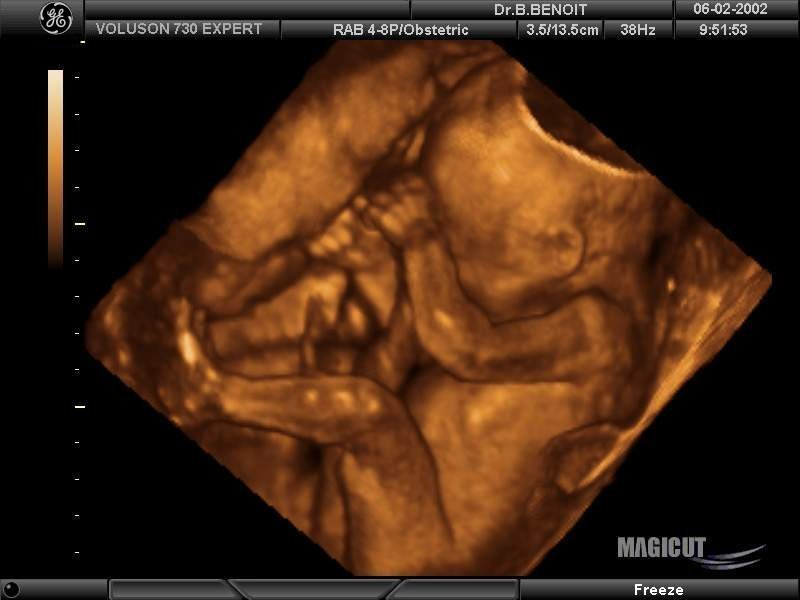 Dr.B.BENOIT 06-02-2002
GE VOLUSON 730 EXPERT RAB 4-8P/Obstetric 3.5/13.5cm 38Hz 9:51:53
MAGICUT
Freeze